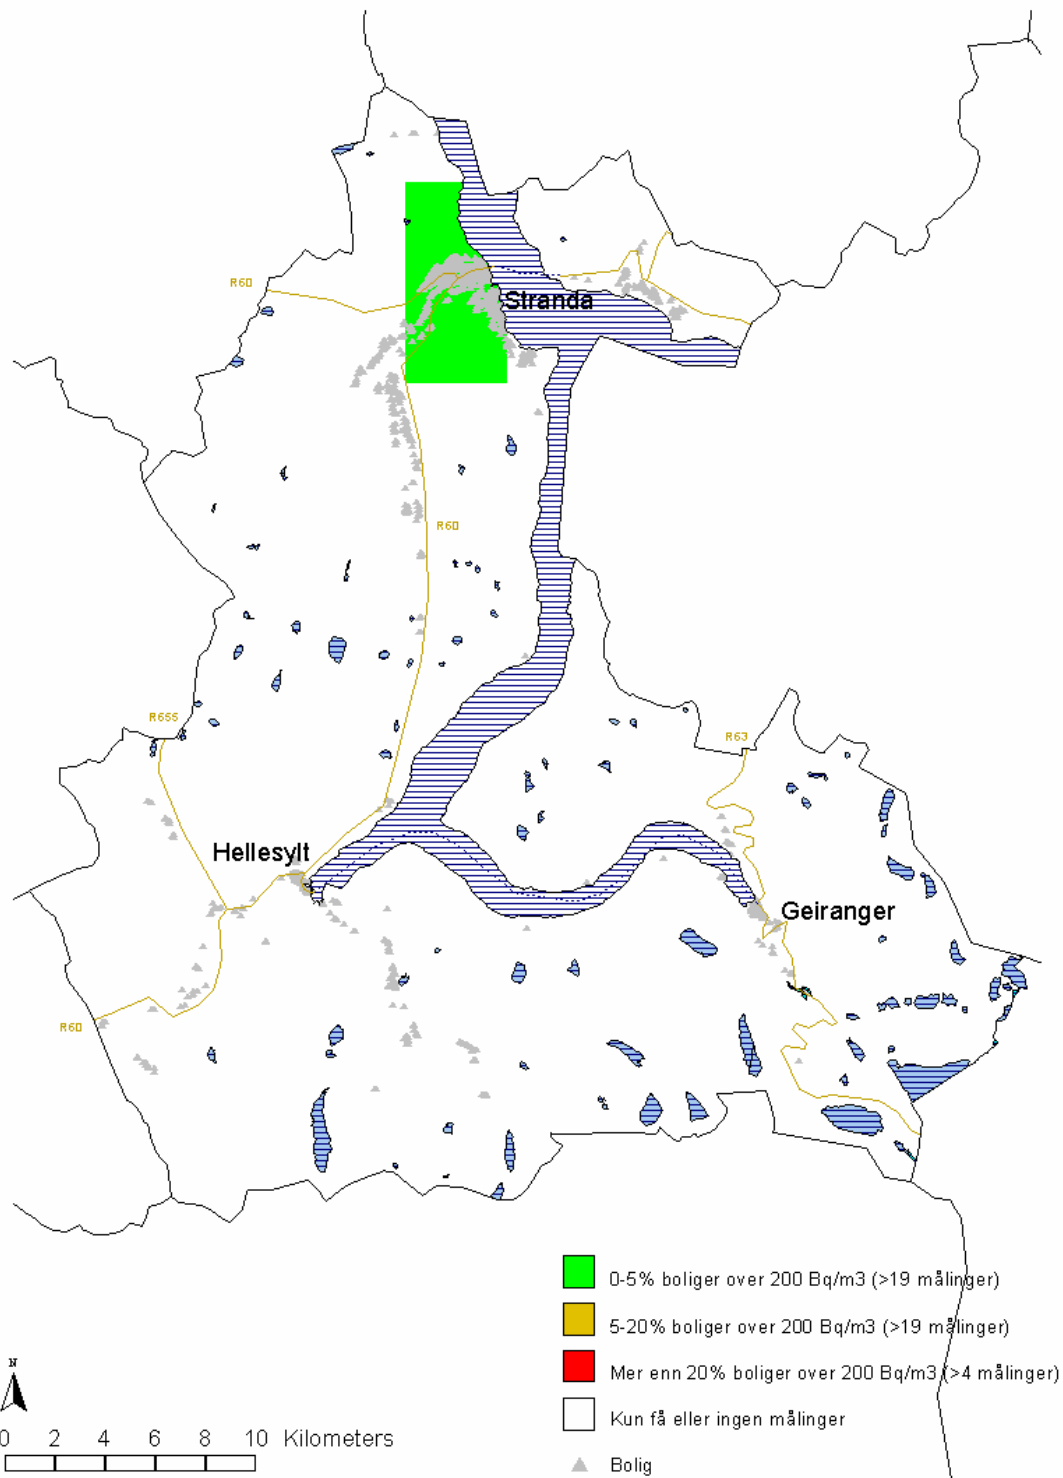 R60
Stranda
R60
R655
R63
Hellesylt
Geiranger
R60
0-5% boliger over 200 Bq/m3 (>19 målinger)
5-20% boliger over 200 Bq/m3 (>19 målinger)
Mer enn 20% boliger over 200 Bq/m3 (>4 målinger)
Kun få eller ingen målinger
Bolig
N
0 2 4 6 8 10 Kilometers